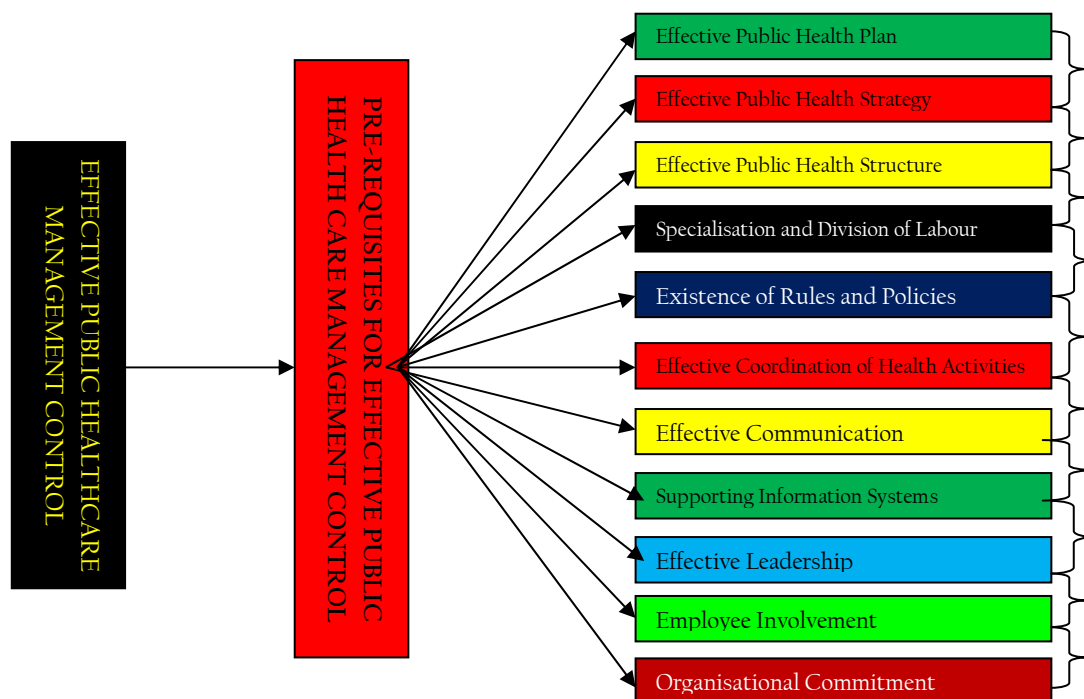 EFFECTIVE PUBLIC HEALTHCARE
MANAGEMENT CONTROL
PRE-REQUISITES FOR EFFECTIVE PUBLIC
HEALTH CARE MANAGEMENT CONTROL
Effective Public Health Plan
Effective Public Health Strategy
Effective Public Health Structure
Specialisation and Division of Labour
Existence of Rules and Policies
Effective Coordination of Health Activities
Effective Communication
Supporting Information Systems
Effective Leadership
Employee Involvement
Organisational Commitment